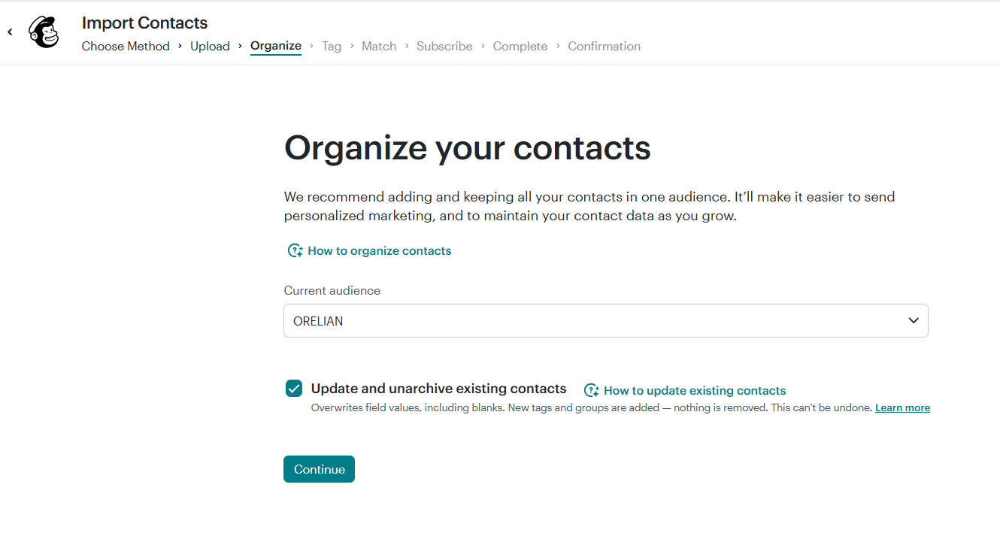 Import Contacts
Choose Method › Upload › Organize › Tag › Match › Subscribe › Complete › Confirmation
Organize your contacts
We recommend adding and keeping all your contacts in one audience. It’ll make it easier to send
personalized marketing, and to maintain your contact data as you grow.
How to organize contacts
Current audience
ORELIAN
Update and unarchive existing contacts How to update existing contacts
Overwrites field values, including blanks. New tags and groups are added — nothing is removed. This can't be undone. Learn more
Continue